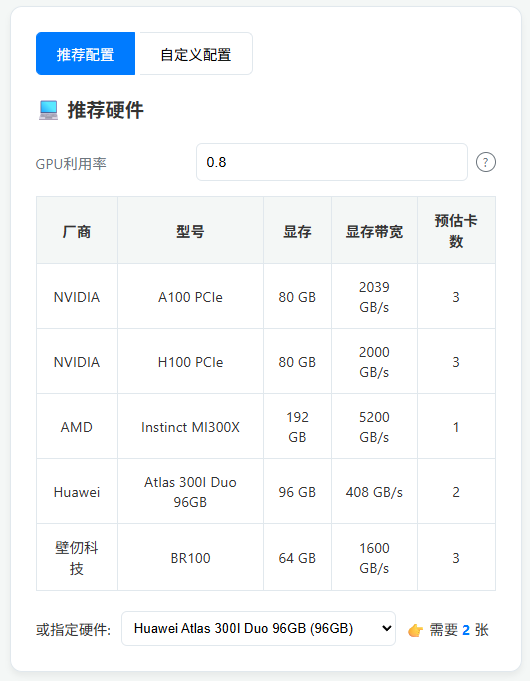 推荐配置 自定义配置
推荐硬件
GPU利用率 0.8 ?
厂商 型号 显存 显存带宽 预估卡
数
NVIDIA A100 PCIe 80 GB 2039
GB/s 3
NVIDIA H100 PCIe 80 GB 2000
GB/s 3
AMD Instinct MI300X 192
GB 5200
GB/s 1
Huawei Atlas 300I Duo
96GB 96 GB 408 GB/s 2
壁仞科
技 BR100 64 GB 1600
GB/s 3
或指定硬件: Huawei Atlas 300I Duo 96GB (96GB) 需要 2 张